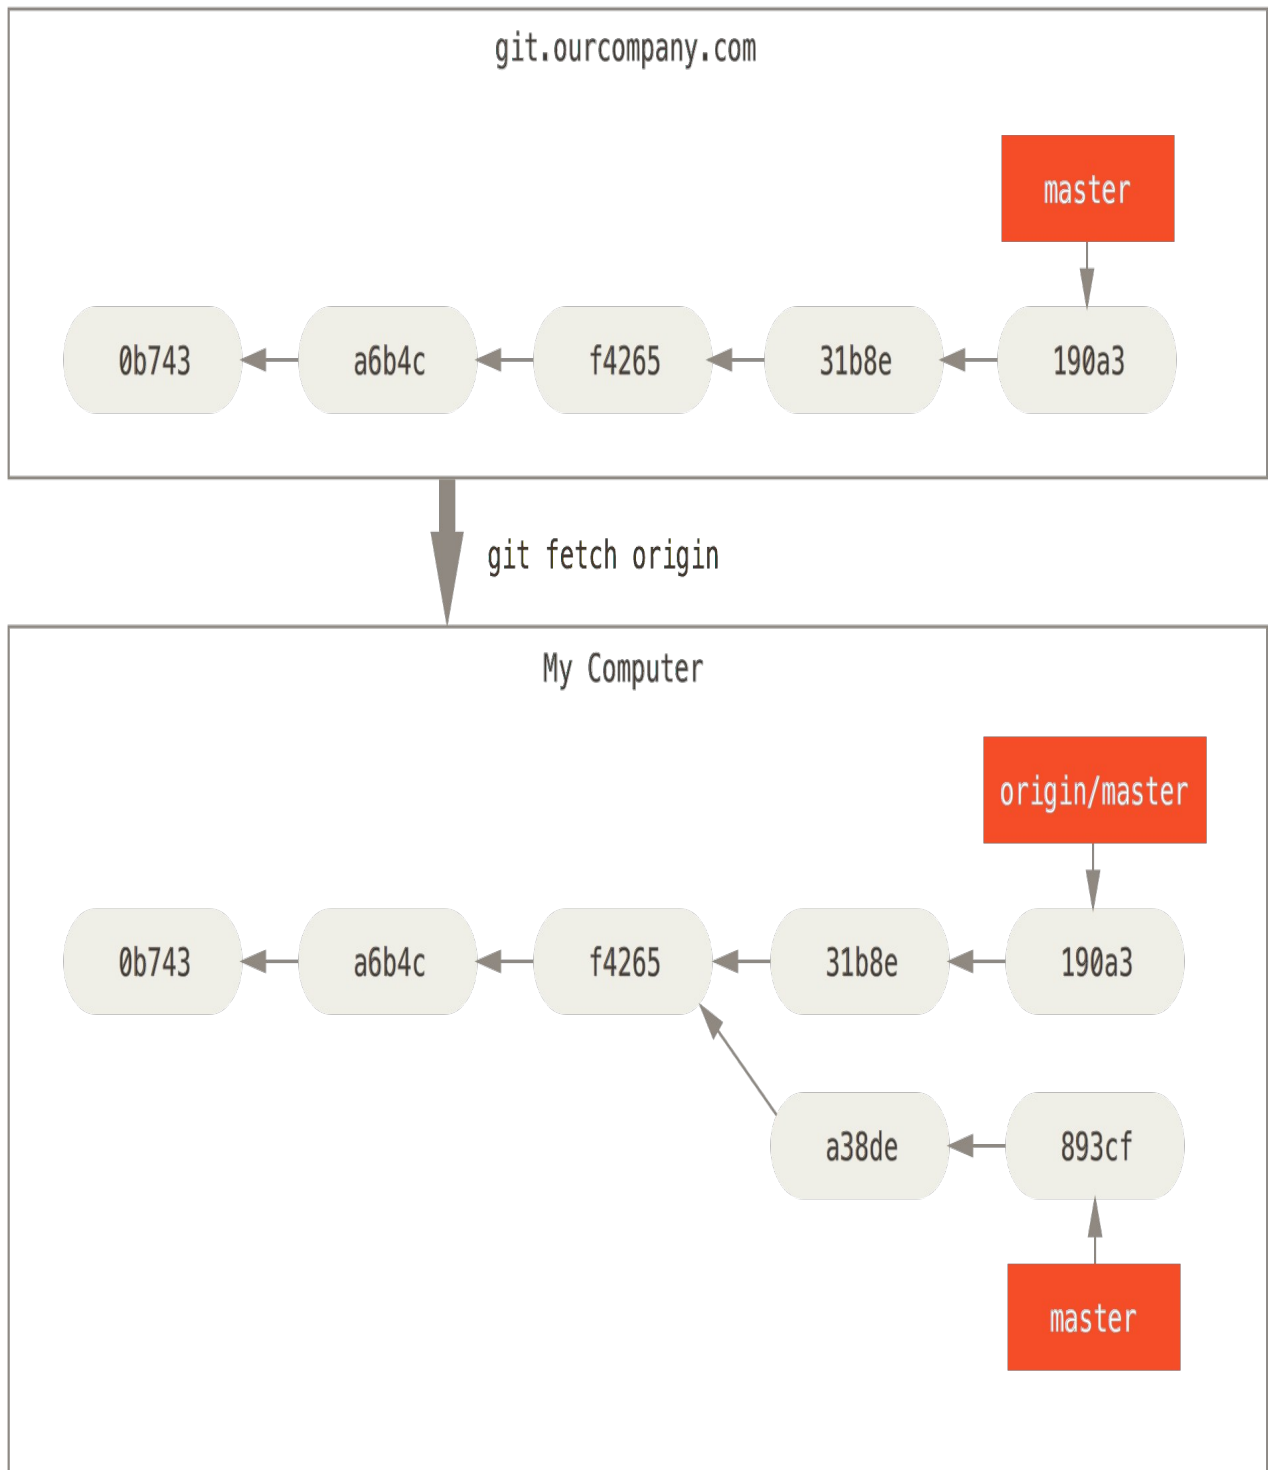 git.ourcompany.com
master
0b743 a6b4c f4265 31b8e 190a3
git fetch origin
My Computer
origin/master
0b743 a6b4c f4265 31b8e 190a3
a38de 893cf
master